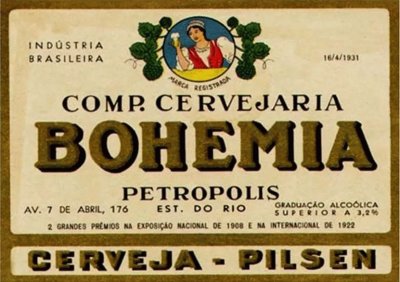 INDÚSTRIA
BRASILEIRA
16/4/1931
MARCA REGISTRADA
COMP. CERVEJARIA
BOHEMIA
PETROPOLIS
AV. 7 DE ABRIL, 176 EST. DO RIO GRADUAÇÃO ALCOÓLICA
SUPERIOR A 3,2%
2 GRANDES PRÊMIOS NA EXPOSIÇÃO NACIONAL DE 1908 E NA INTERNACIONAL DE 1922
CERVEJA - PILSEN